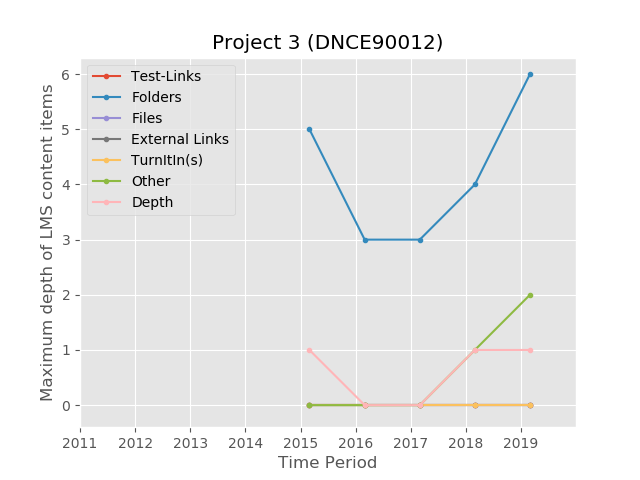 Project 3 (DNCE90012)
Test-Links
Folders
Files
External Links
TurnItIn(s)
Other
Depth
Maximum depth of LMS content items
6
5
4
3
2
1
0
2011 2012 2013 2014 2015 2016 2017 2018 2019
Time Period